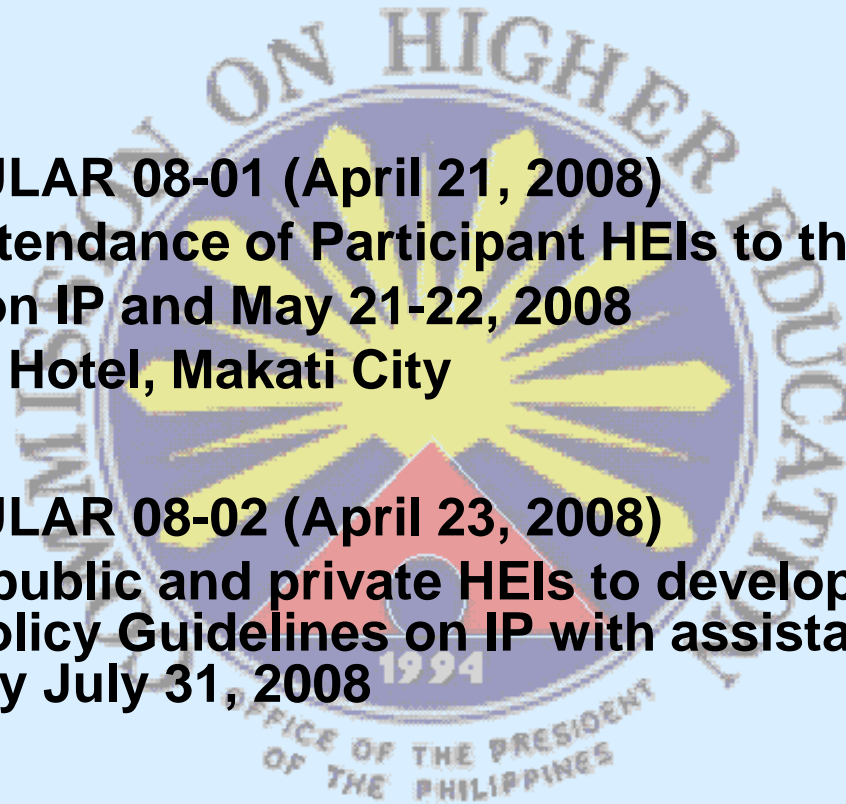 ULAR 08-01 (April 21, 2008)
tendance of Participant HEIs to th
on IP and May 21-22, 2008
Hotel, Makati City
ULAR 08-02 (April 23, 2008)
public and private HEIs to develop
olicy Guidelines on IP with assista
y July 31, 2008
MISSION ON HIGHER EDUCATION
1994
OFFICE OF THE PRESIDENT
OF THE PHILIPPINES